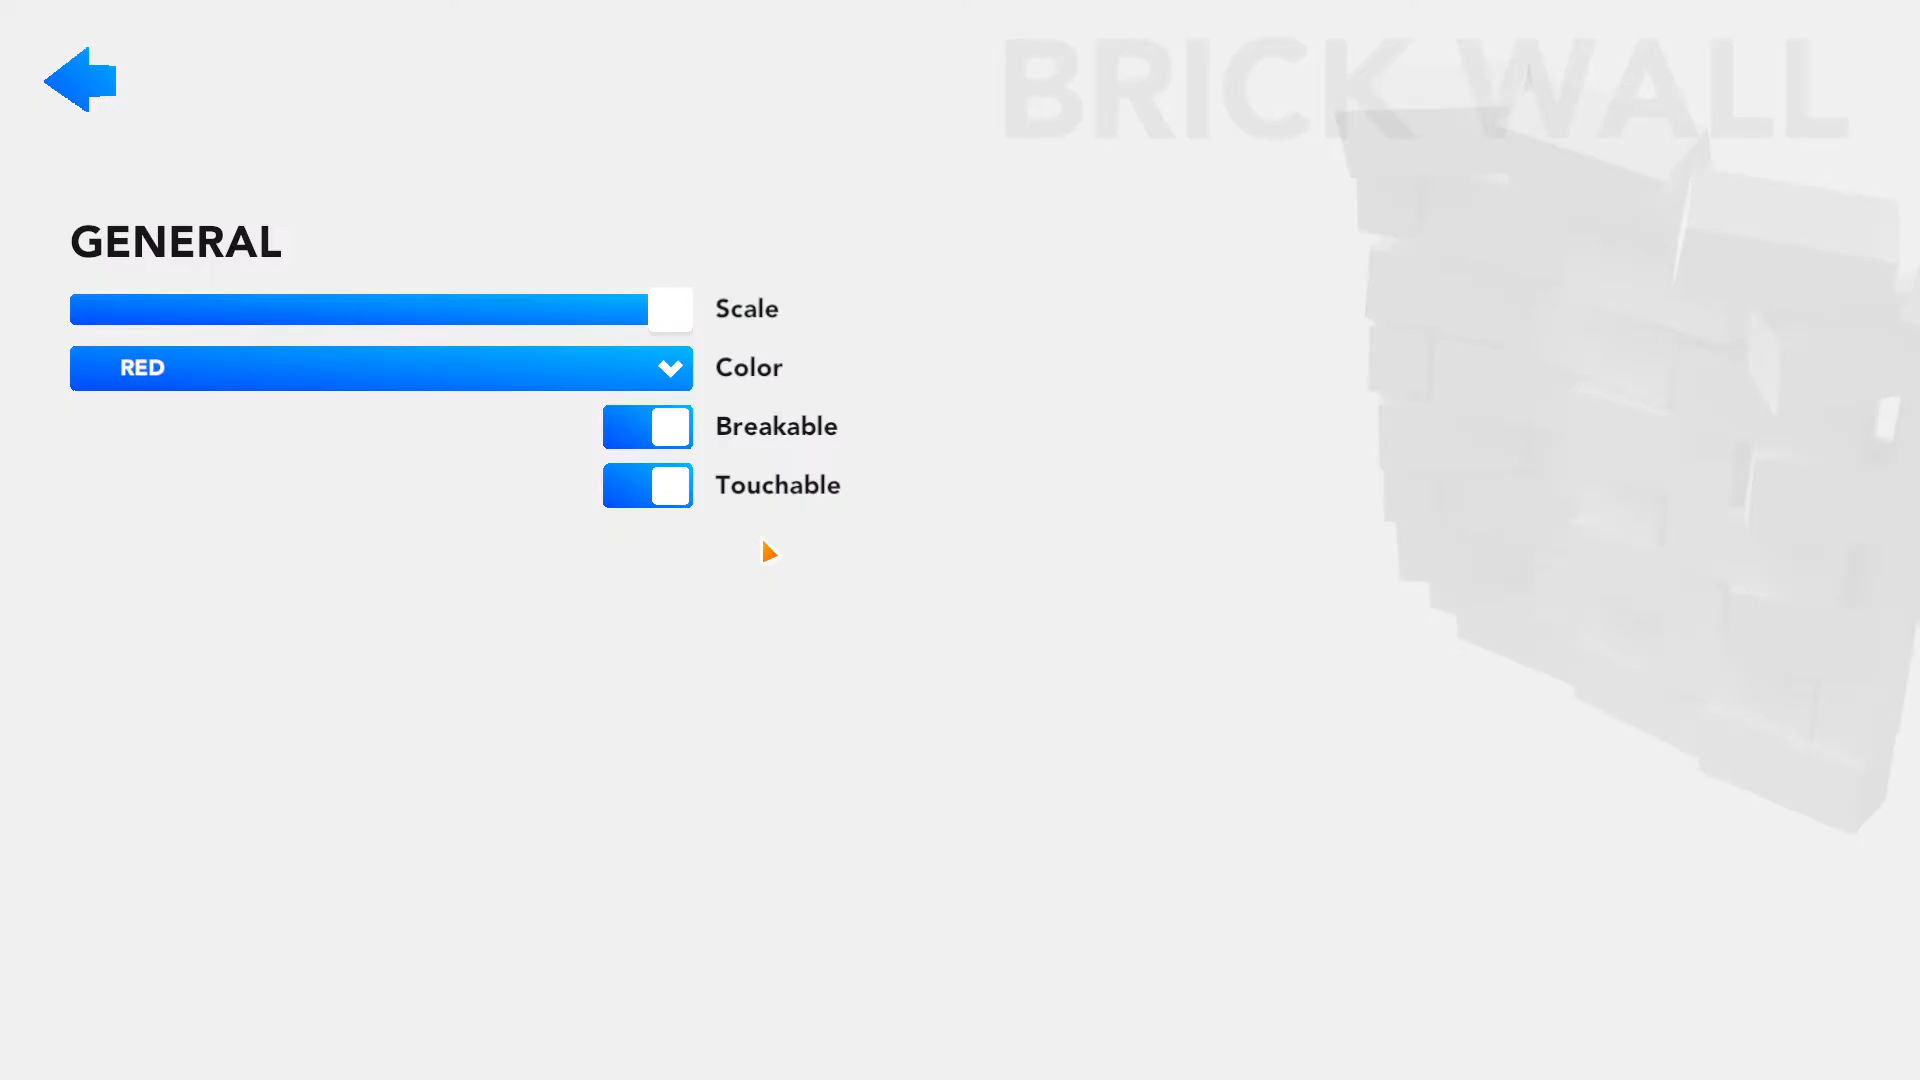 BRICK WALL
GENERAL
Scale
RED
Color
Breakable
Touchable